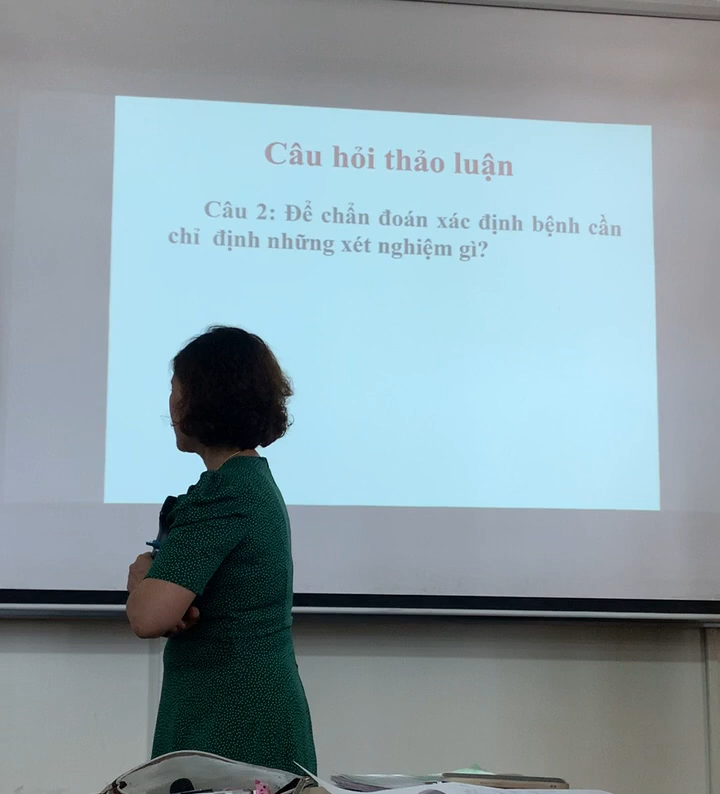 Câu hỏi thảo luận
Câu 2: Để chẩn đoán xác định bệnh cần
chỉ định những xét nghiệm gì?